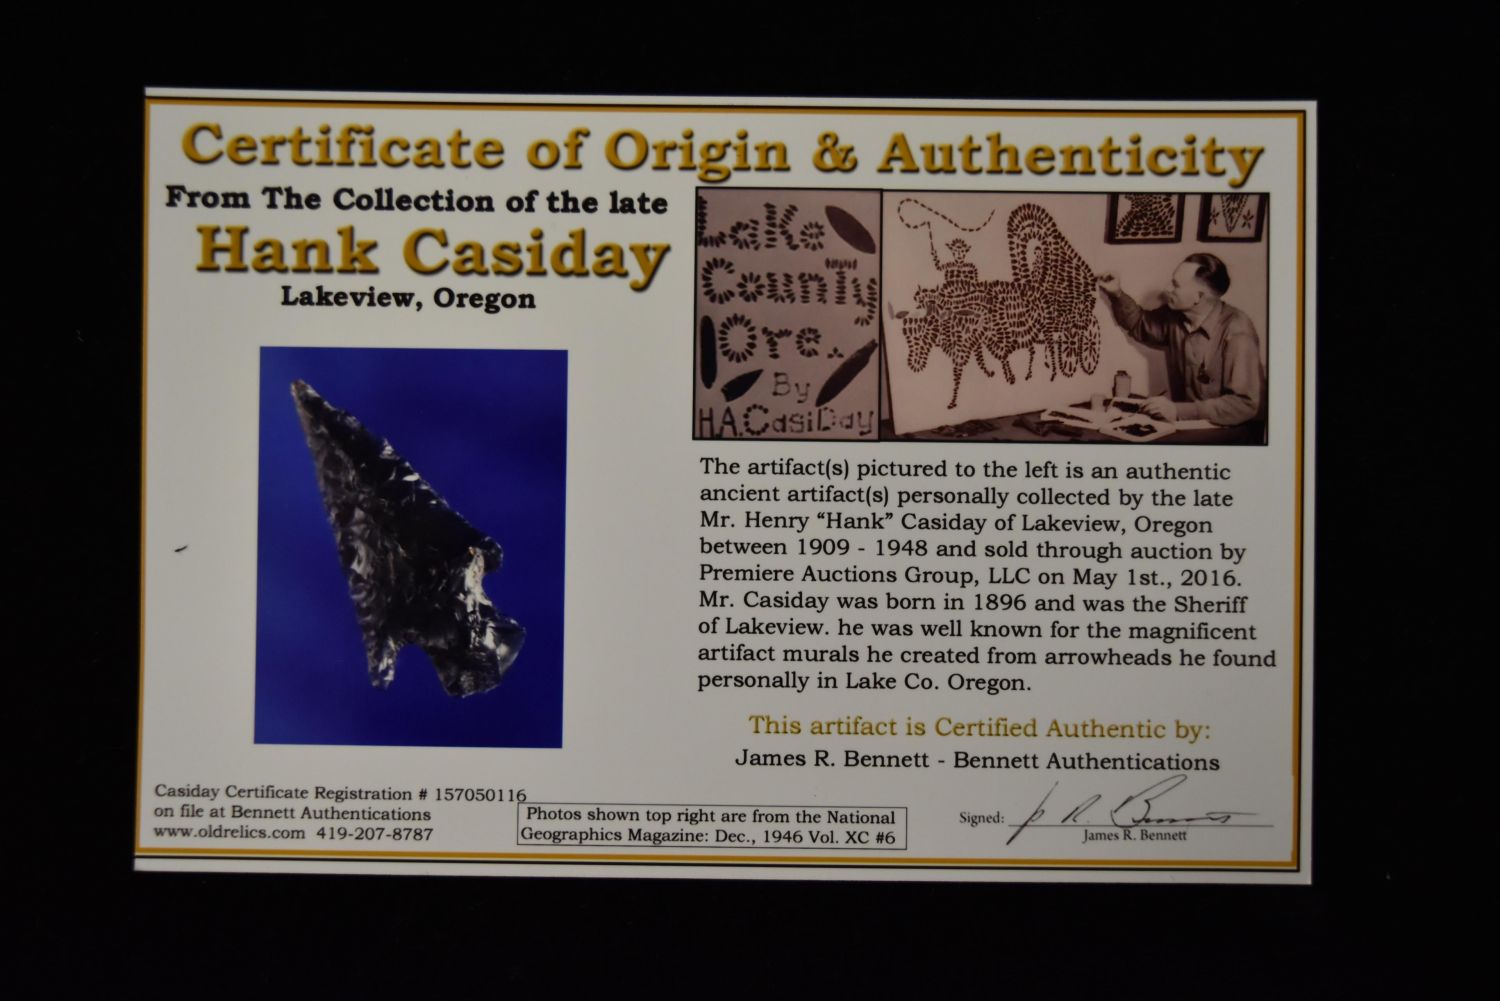 Certificate of Origin & Authenticity
From The Collection of the late
Hank Casiday
Lakeview, Oregon
Lake
County
Ore.
By
H.A.CasiDay
The artifact(s) pictured to the left is an authentic
ancient artifact(s) personally collected by the late
Mr. Henry “Hank” Casiday of Lakeview, Oregon
between 1909 - 1948 and sold through auction by
Premiere Auctions Group, LLC on May 1st., 2016.
Mr. Casiday was born in 1896 and was the Sheriff
of Lakeview. he was well known for the magnificent
artifact murals he created from arrowheads he found
personally in Lake Co. Oregon.
This artifact is Certified Authentic by:
James R. Bennett - Bennett Authentications
Casiday Certificate Registration # 157050116
on file at Bennett Authentications
www.oldrelics.com 419-207-8787
Photos shown top right are from the National
Geographics Magazine: Dec., 1946 Vol. XC #6
Signed: J R. Bennett
James R. Bennett